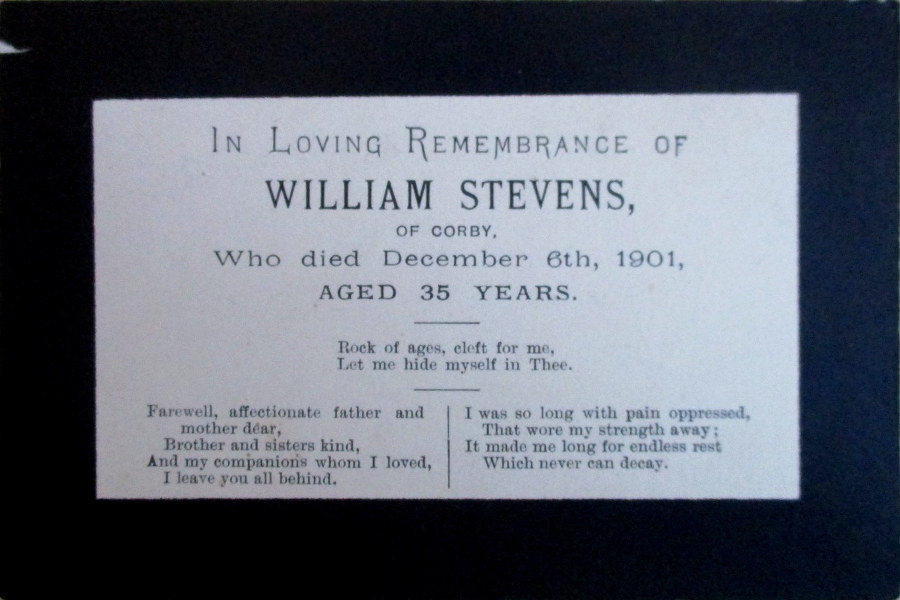 In Loving Remembrance of
WILLIAM STEVENS,
OF CORBY,
Who died December 6th, 1901,
AGED 35 YEARS.
Rock of ages, cleft for me,
Let me hide myself in Thee.
Farewell, affectionate father and
mother dear,
Brother and sisters kind,
And my companions whom I loved,
I leave you all behind.
I was so long with pain oppressed,
That wore my strength away;
It made me long for endless rest
Which never can decay.